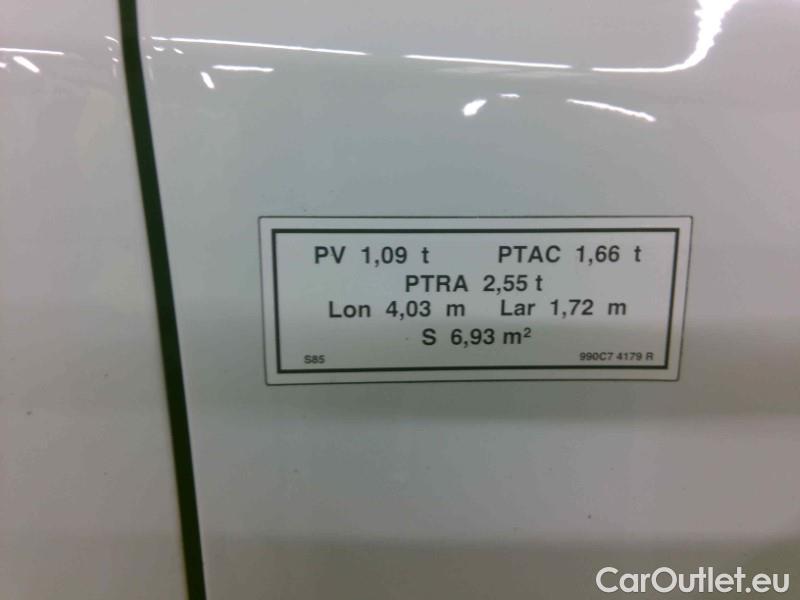 PV 1,09 t PTAC 1,66 t
PTRA 2,55 t
Lon 4,03 m Lar 1,72 m
S 6,93 m²
S85 990C7 4179 R
CarOutlet.eu